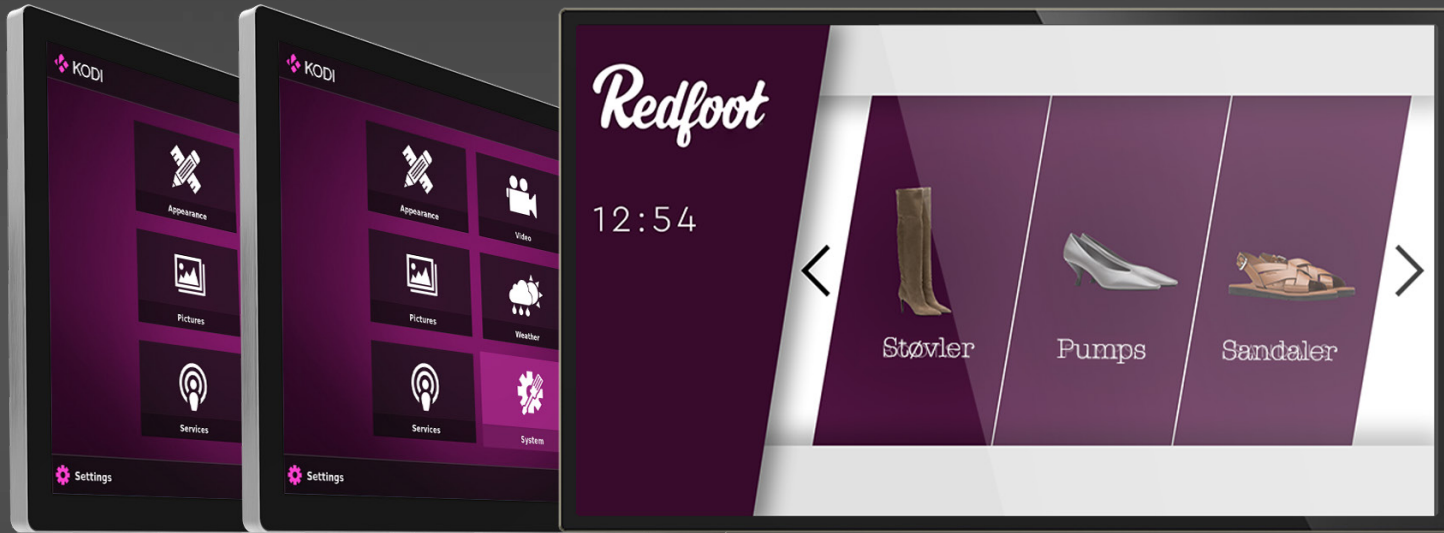 KODI
Appearance
Pictures
Services
Settings
KODI
Appearance
Video
Pictures
Weather
Services
System
Settings
Redfoot
12:54
Støvler
Pumps
Sandaler